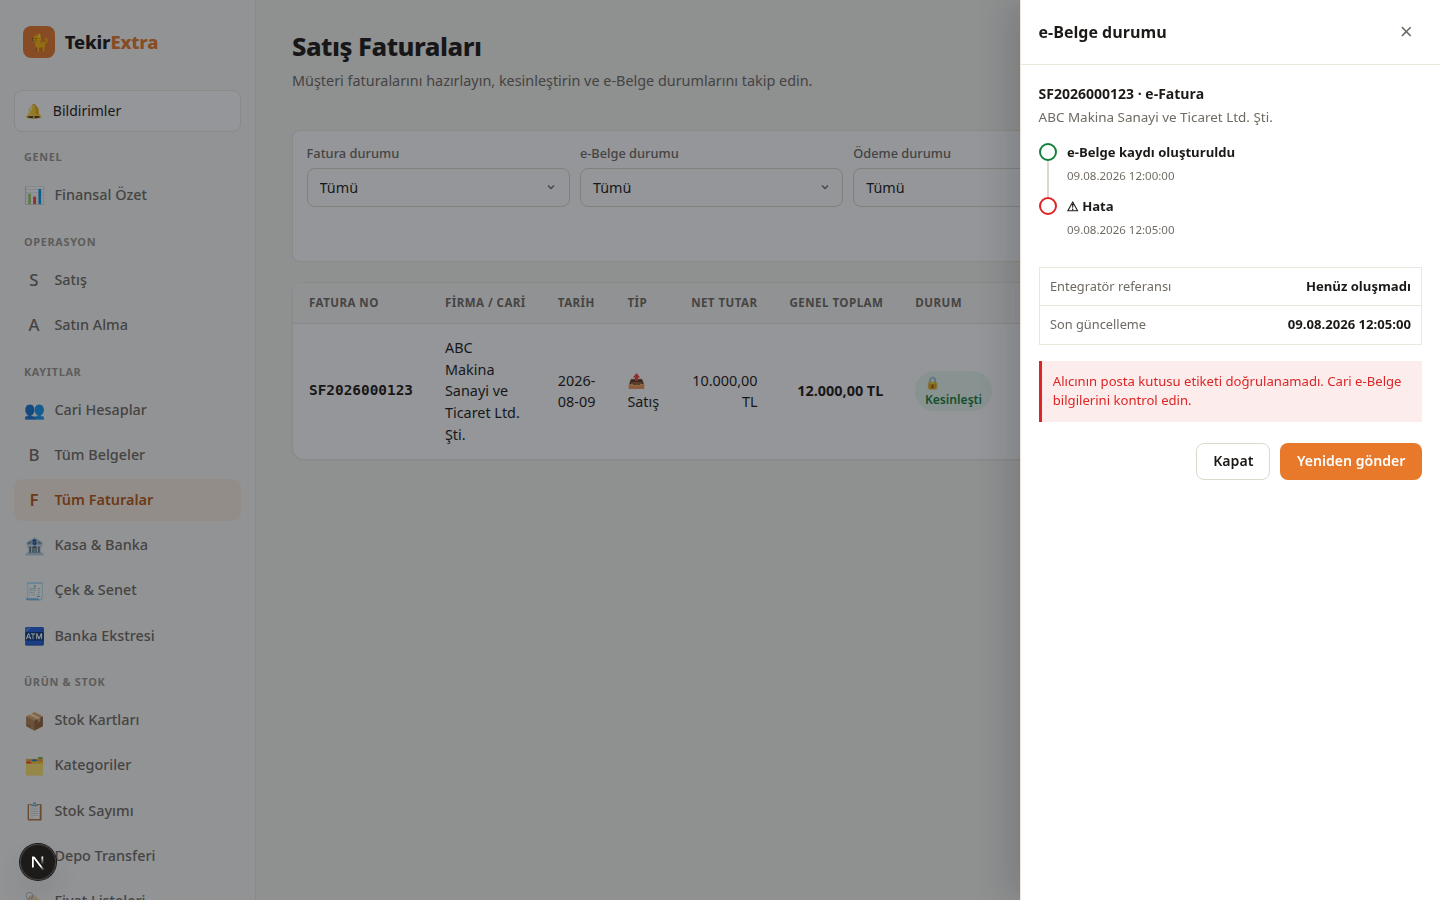 TekirExtra
Bildirimler
GENEL
Finansal Özet
OPERASYON
S Satış
A Satın Alma
KAYITLAR
Cari Hesaplar
B Tüm Belgeler
F Tüm Faturalar
Kasa & Banka
Çek & Senet
ATM Banka Ekstresi
ÜRÜN & STOK
Stok Kartları
Kategoriler
Stok Sayımı
N Depo Transferi
Fiyat Listeleri
Satış Faturaları
Müşteri faturalarını hazırlayın, kesinleştirin ve e-Belge durumlarını takip edin.
Fatura durumu e-Belge durumu Ödeme durumu
Tümü Tümü Tümü
FATURA NO FİRMA / CARİ TARİH TİP NET TUTAR GENEL TOPLAM DURUM
SF2026000123
ABC
Makina
Sanayi ve
Ticaret Ltd.
Şti.
2026-
08-09
Satış
10.000,00
TL
12.000,00 TL
Kesinleşti
e-Belge durumu ×
SF2026000123 · e-Fatura
ABC Makina Sanayi ve Ticaret Ltd. Şti.
e-Belge kaydı oluşturuldu
09.08.2026 12:00:00
⚠ Hata
09.08.2026 12:05:00
Entegratör referansı Henüz oluşmadı
Son güncelleme 09.08.2026 12:05:00
Alıcının posta kutusu etiketi doğrulanamadı. Cari e-Belge
bilgilerini kontrol edin.
Kapat Yeniden gönder